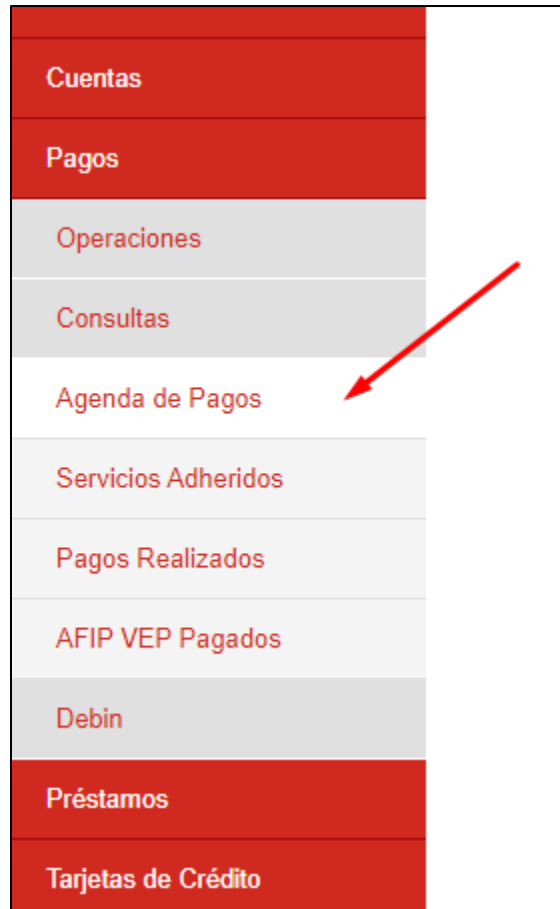 Cuentas
Pagos
Operaciones
Consultas
Agenda de Pagos
Servicios Adheridos
Pagos Realizados
AFIP VEP Pagados
Debin
Préstamos
Tarjetas de Crédito